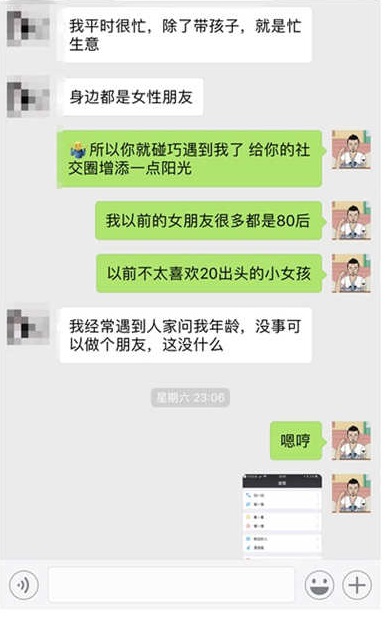 我平时很忙，除了带孩子，就是忙
生意
身边都是女性朋友
所以你就碰巧遇到我了 给你的社
交圈增添一点阳光
我以前的女朋友很多都是80后
以前不太喜欢20出头的小女孩
我经常遇到人家问我年龄，没事可
以做个朋友，这没什么
星期六 23:06
嗯哼